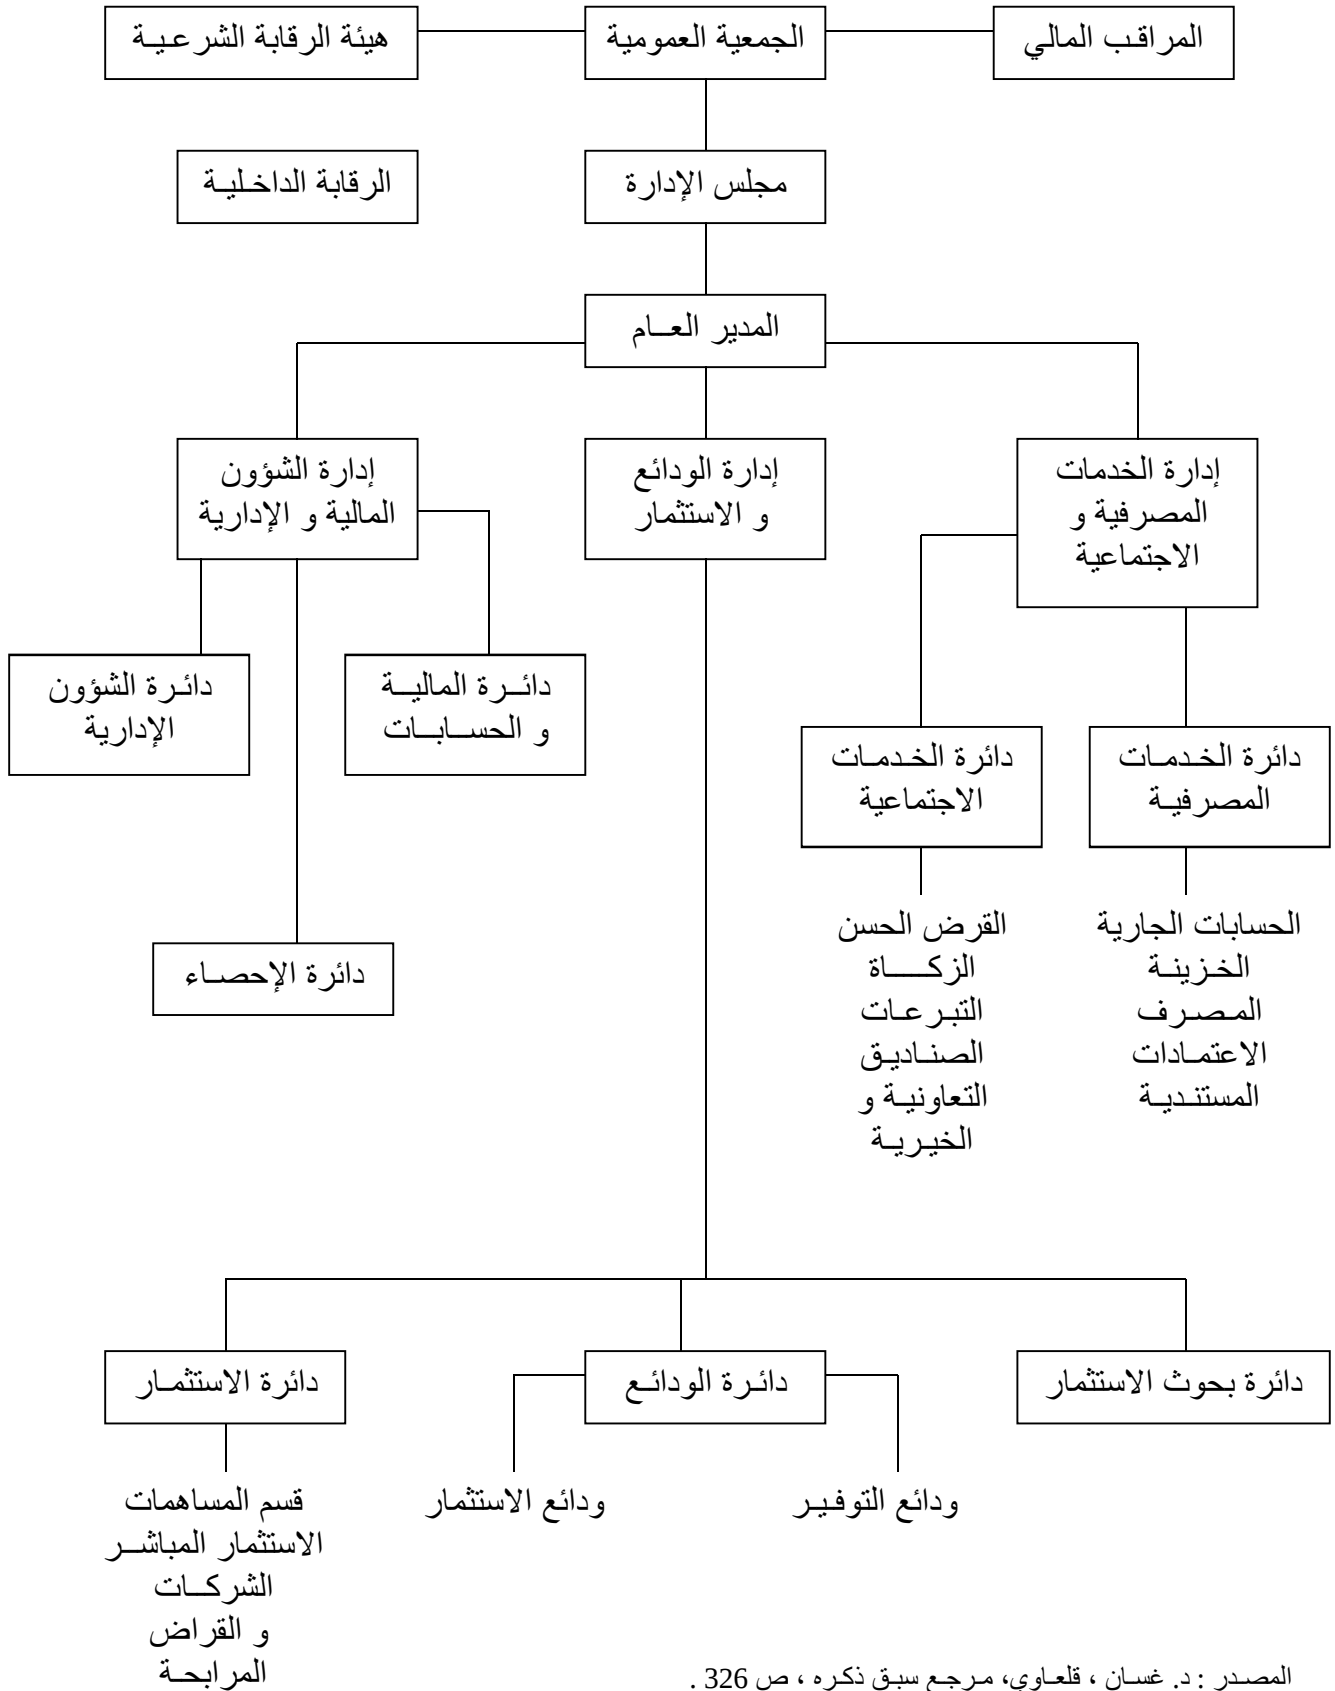 المراقب المالي
الجمعية العمومية
هيئة الرقابة الشرعية
مجلس الإدارة
الرقابة الداخلية
المدير العام
إدارة الخدمات
المصرفية و
الاجتماعية
إدارة الودائع
و الاستثمار
إدارة الشؤون
المالية و الإدارية
دائرة المالية
و الحسابات
دائرة الشؤون
الإدارية
دائرة الخدمات
المصرفية
دائرة الخدمات
الاجتماعية
الحسابات الجارية
الخزينة
المصرف
الاعتمادات
المستندية
القرض الحسن
الزكاة
التبرعات
الصناديق
التعاونية و
الخيرية
دائرة الإحصاء
دائرة بحوث الاستثمار
دائرة الودائع
دائرة الاستثمار
ودائع التوفير
ودائع الاستثمار
قسم المساهمات
الاستثمار المباشر
الشركات
و القراض
المرابحة
المصدر : د. غسان ، قلعاوي، مرجع سبق ذكره ، ص 326 .